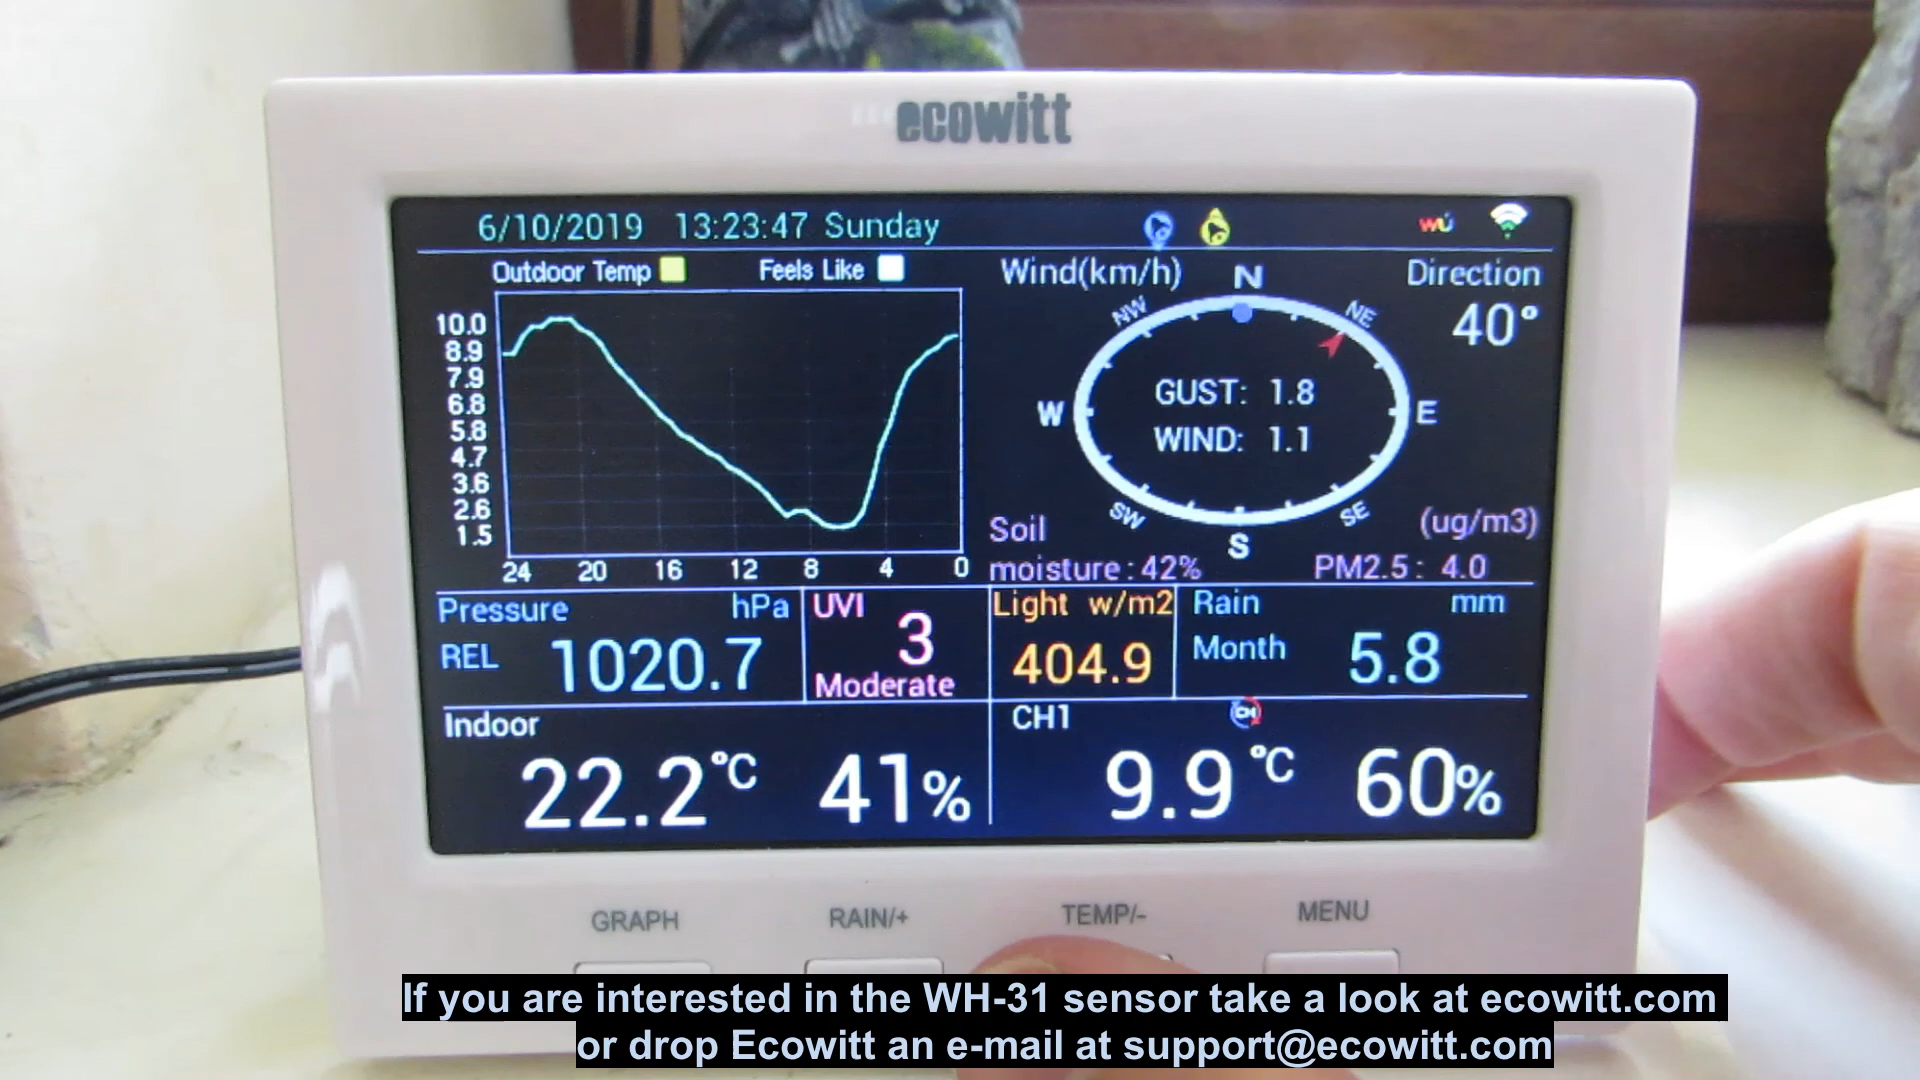 ecowitt
6/10/2019 13:23:47 Sunday
WU
Outdoor Temp Feels Like
10.0
8.9
7.9
6.8
5.8
4.7
3.6
2.6
1.5
24 20 16 12 8 4 0
Wind(km/h) Direction
40°
N
NE
E
SE
S
SW
W
NW
GUST: 1.8
WIND: 1.1
Soil
moisture: 42%
(ug/m3)
PM2.5: 4.0
Pressure hPa
REL 1020.7
UVI
3
Moderate
Light w/m2
404.9
Rain mm
Month 5.8
Indoor
22.2°C 41%
CH1 CH
9.9°C 60%
GRAPH RAIN/+ TEMP/- MENU
If you are interested in the WH-31 sensor take a look at ecowitt.com
or drop Ecowitt an e-mail at support@ecowitt.com